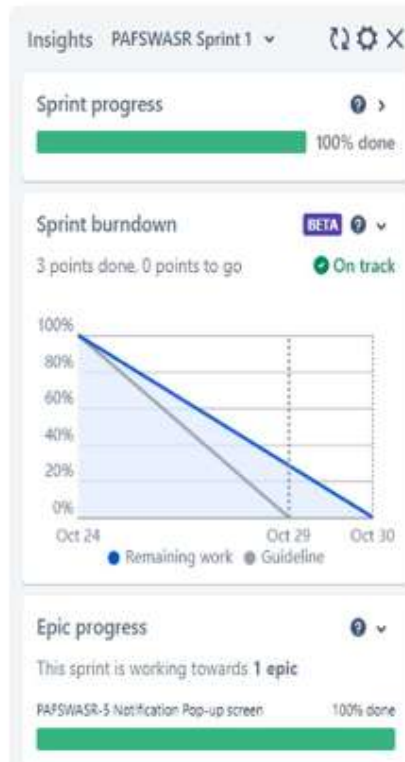 Insights PAFSWASR Sprint 1
Sprint progress
100% done
Sprint burndown BETA
3 points done, 0 points to go On track
100%
80%
60%
40%
20%
0%
Oct 24 Oct 29 Oct 30
Remaining work Guideline
Epic progress
This sprint is working towards 1 epic
PAFSWASR-5 Notification Pop-up screen 100% done